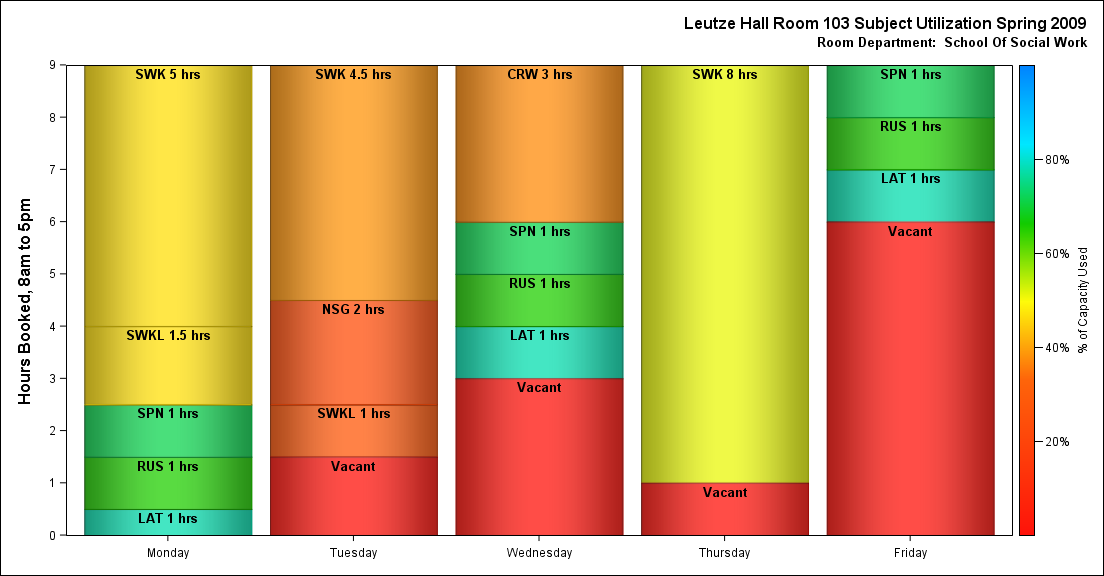 Leutze Hall Room 103 Subject Utilization Spring 2009
Room Department:  School Of Social Work
Hours Booked, 8am to 5pm
9
8
7
6
5
4
3
2
1
0
SWK 5 hrs
SWKL 1.5 hrs
SPN 1 hrs
RUS 1 hrs
LAT 1 hrs
SWK 4.5 hrs
NSG 2 hrs
SWKL 1 hrs
Vacant
CRW 3 hrs
SPN 1 hrs
RUS 1 hrs
LAT 1 hrs
Vacant
SWK 8 hrs
Vacant
SPN 1 hrs
RUS 1 hrs
LAT 1 hrs
Vacant
Monday
Tuesday
Wednesday
Thursday
Friday
80%
60%
40%
20%
% of Capacity Used